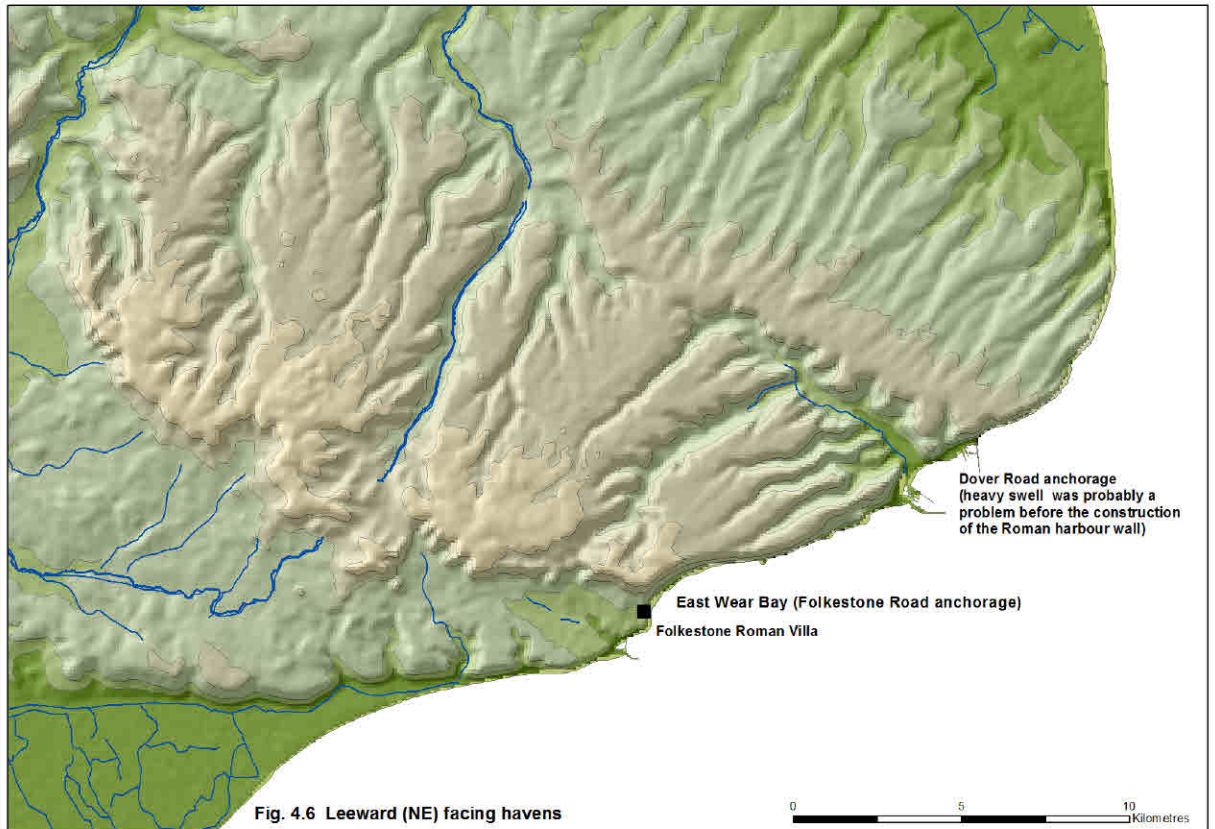 Dover Road anchorage
(heavy swell was probably a
problem before the construction
of the Roman harbour wall)
East Wear Bay (Folkestone Road anchorage)
Folkestone Roman Villa
Fig. 4.6 Leeward (NE) facing havens
0 5 10
Kilometres